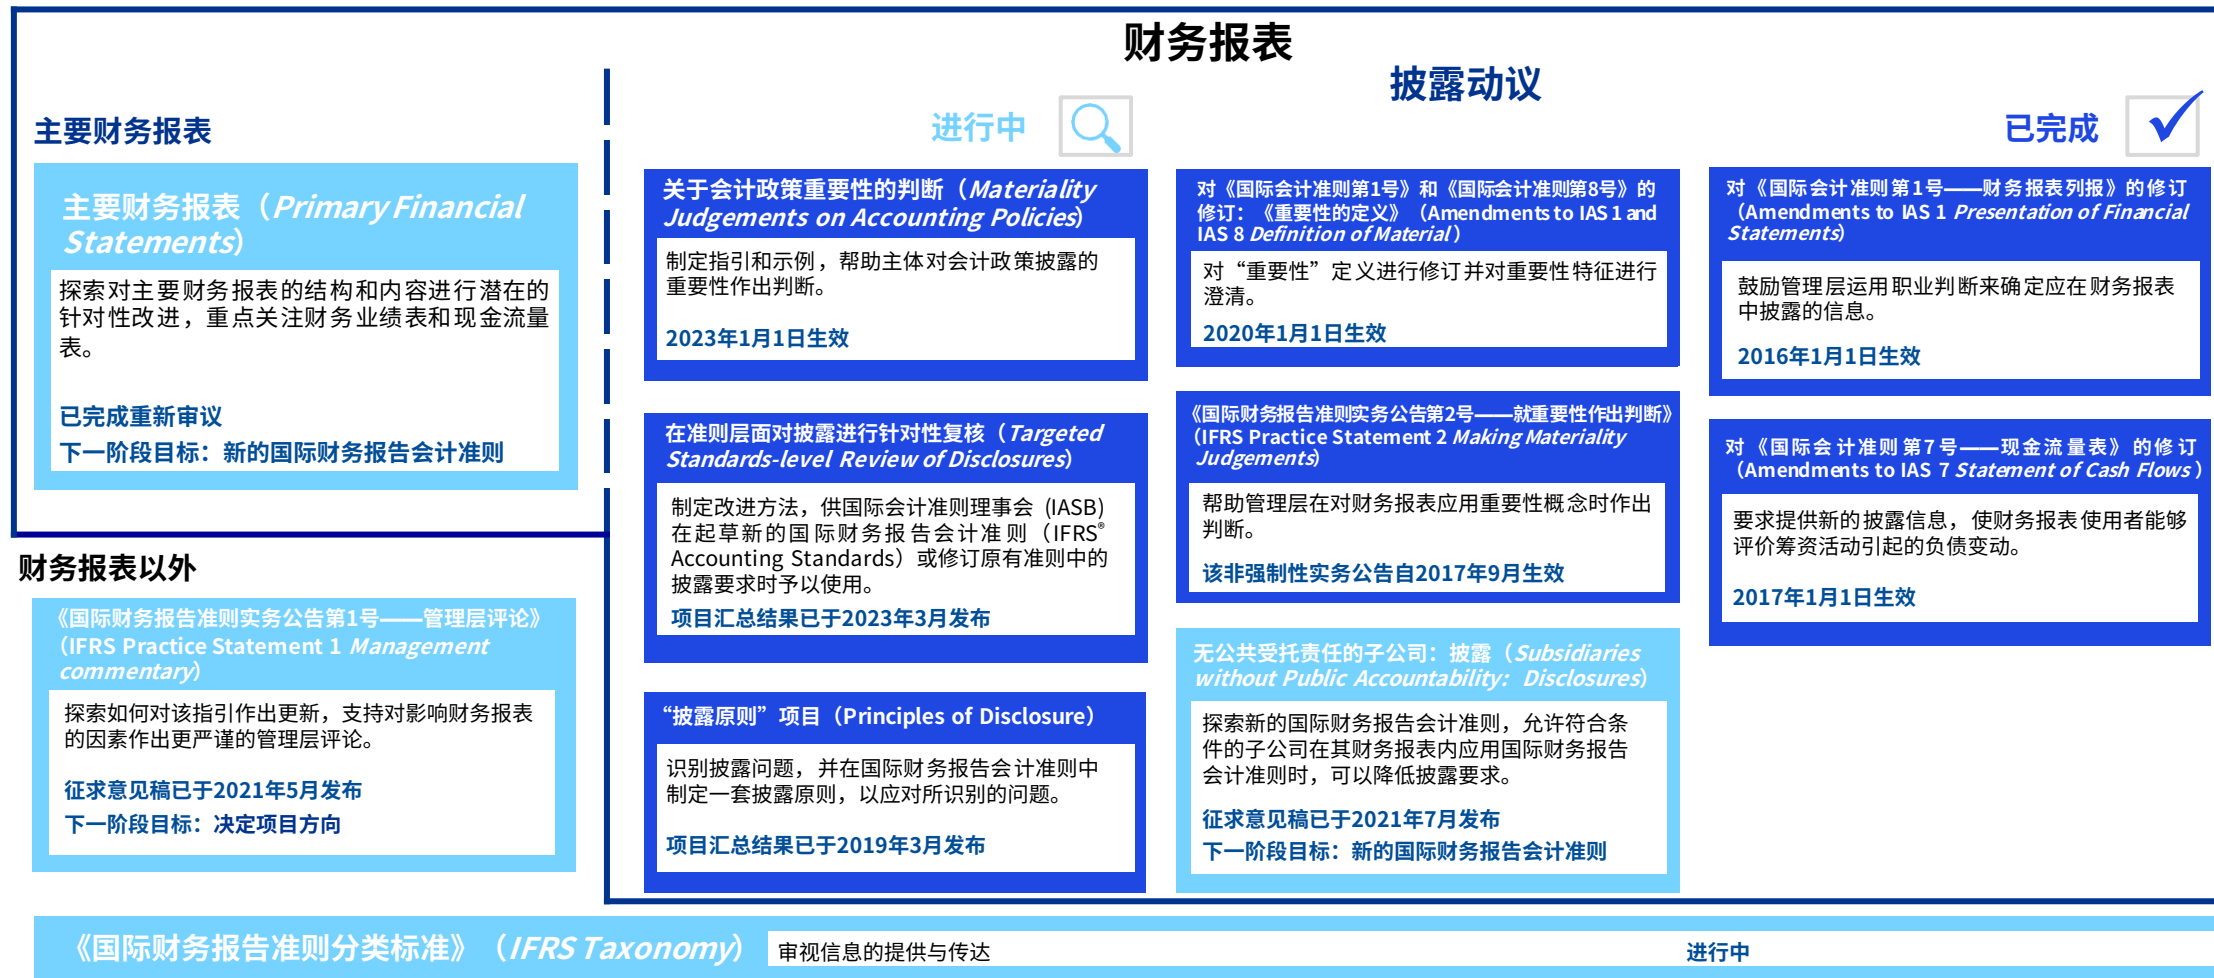 财务报表
披露动议
主要财务报表
进行中
已完成
主要财务报表（Primary Financial
Statements）
探索对主要财务报表的结构和内容进行潜在的
针对性改进，重点关注财务业绩表和现金流量
表。
已完成重新审议
下一阶段目标：新的国际财务报告会计准则
财务报表以外
《国际财务报告准则实务公告第1号——管理层评论》
（IFRS Practice Statement 1 Management
commentary）
探索如何对该指引作出更新，支持对影响财务报表
的因素作出更严谨的管理层评论。
征求意见稿已于2021年5月发布
下一阶段目标：决定项目方向
关于会计政策重要性的判断（Materiality
Judgements on Accounting Policies）
制定指引和示例，帮助主体对会计政策披露的
重要性作出判断。
2023年1月1日生效
在准则层面对披露进行针对性复核（Targeted
Standards-level Review of Disclosures）
制定改进方法，供国际会计准则理事会 (IASB)
在起草新的国际财务报告会计准则（IFRS®
Accounting Standards）或修订原有准则中的
披露要求时予以使用。
项目汇总结果已于2023年3月发布
“披露原则”项目（Principles of Disclosure）
识别披露问题，并在国际财务报告会计准则中
制定一套披露原则，以应对所识别的问题。
项目汇总结果已于2019年3月发布
对《国际会计准则第1号》和《国际会计准则第8号》的
修订：《重要性的定义》（Amendments to IAS 1 and
IAS 8 Definition of Material）
对“重要性”定义进行修订并对重要性特征进行
澄清。
2020年1月1日生效
《国际财务报告准则实务公告第2号——就重要性作出判断》
（IFRS Practice Statement 2 Making Materiality
Judgements）
帮助管理层在对财务报表应用重要性概念时作出
判断。
该非强制性实务公告自2017年9月生效
无公共受托责任的子公司：披露（Subsidiaries
without Public Accountability: Disclosures）
探索新的国际财务报告会计准则，允许符合条
件的子公司在其财务报表内应用国际财务报告
会计准则时，可以降低披露要求。
征求意见稿已于2021年7月发布
下一阶段目标：新的国际财务报告会计准则
对《国际会计准则第1号——财务报表列报》的修订
（Amendments to IAS 1 Presentation of Financial
Statements）
鼓励管理层运用职业判断来确定应在财务报表
中披露的信息。
2016年1月1日生效
对《国际会计准则第7号——现金流量表》的修订
（Amendments to IAS 7 Statement of Cash Flows）
要求提供新的披露信息，使财务报表使用者能够
评价筹资活动引起的负债变动。
2017年1月1日生效
《国际财务报告准则分类标准》（IFRS Taxonomy）
审视信息的提供与传达
进行中